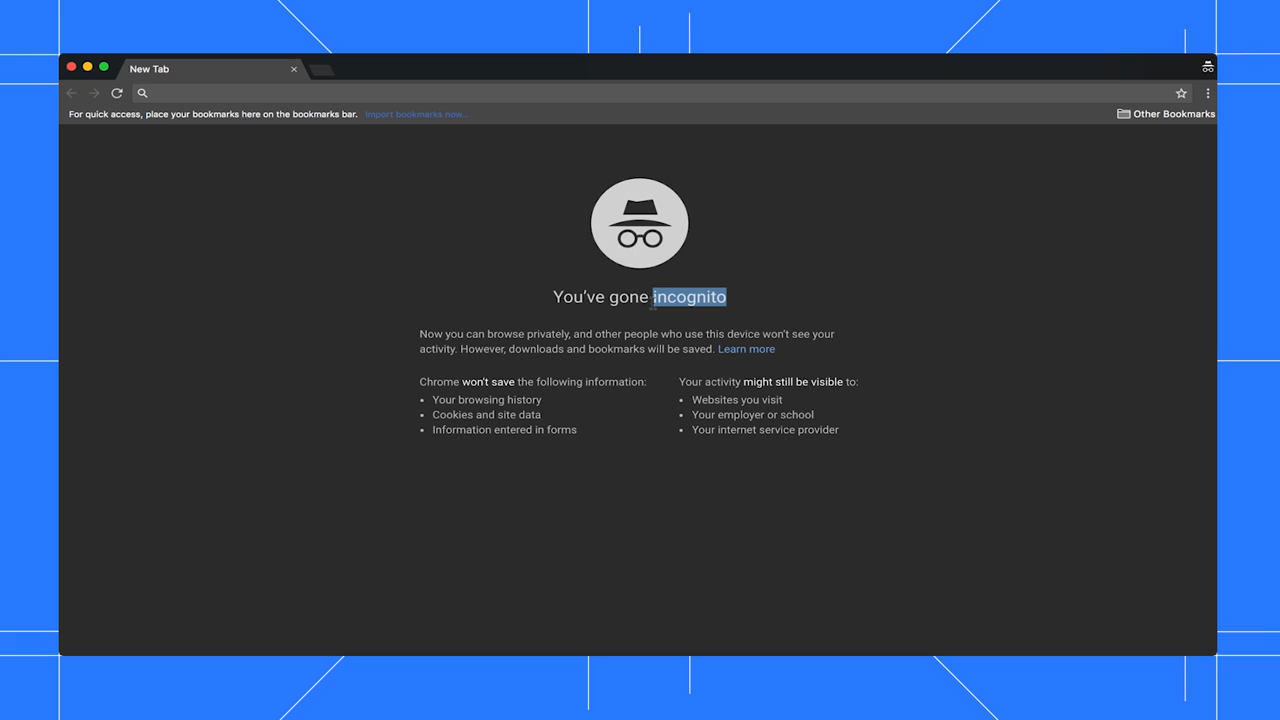 New Tab
For quick access, place your bookmarks here on the bookmarks bar. Import bookmarks now...
Other Bookmarks
You've gone incognito
Now you can browse privately, and other people who use this device won't see your
activity. However, downloads and bookmarks will be saved. Learn more
Chrome won't save the following information:
Your browsing history
Cookies and site data
Information entered in forms
Your activity might still be visible to:
Websites you visit
Your employer or school
Your internet service provider